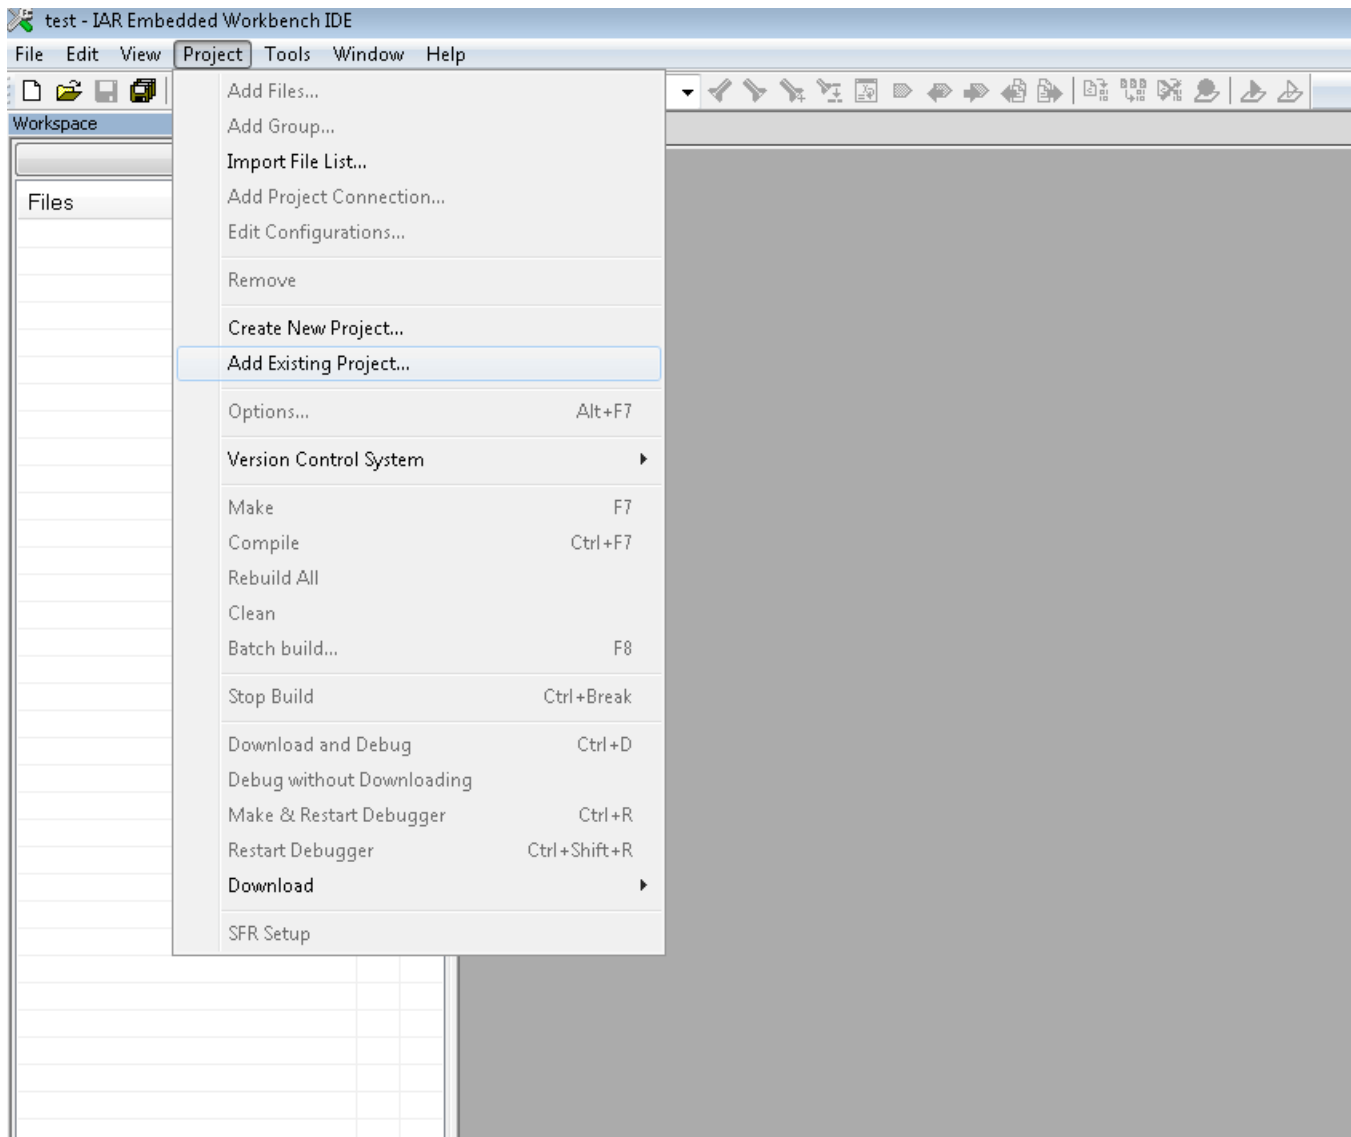 test - IAR Embedded Workbench IDE
File Edit View Project Tools Window Help
Workspace
Files
Add Files...
Add Group...
Import File List...
Add Project Connection...
Edit Configurations...
Remove
Create New Project...
Add Existing Project...
Options... Alt+F7
Version Control System
Make F7
Compile Ctrl+F7
Rebuild All
Clean
Batch build... F8
Stop Build Ctrl+Break
Download and Debug Ctrl+D
Debug without Downloading
Make & Restart Debugger Ctrl+R
Restart Debugger Ctrl+Shift+R
Download
SFR Setup